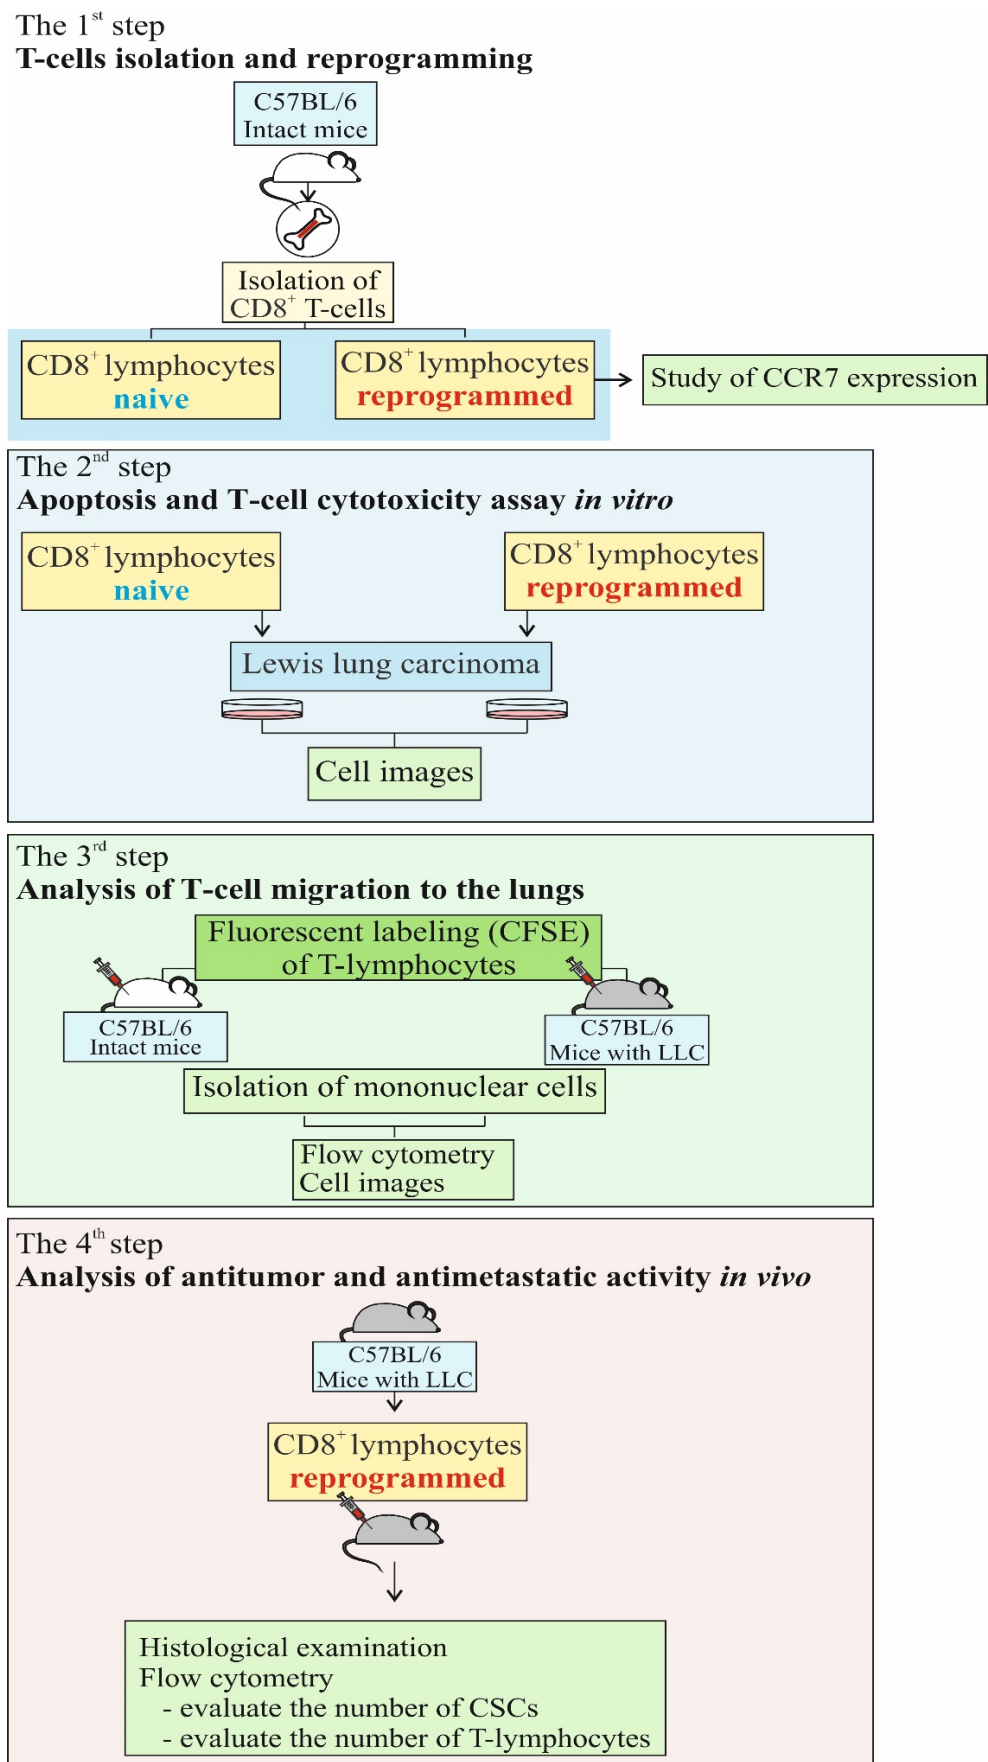 The 1st step
T-cells isolation and reprogramming
C57BL/6
Intact mice
Isolation of
CD8+ T-cells
CD8+ lymphocytes
naive
CD8+ lymphocytes
reprogrammed
Study of CCR7 expression
The 2nd step
Apoptosis and T-cell cytotoxicity assay in vitro
CD8+ lymphocytes
naive
CD8+ lymphocytes
reprogrammed
Lewis lung carcinoma
Cell images
The 3rd step
Analysis of T-cell migration to the lungs
Fluorescent labeling (CFSE)
of T-lymphocytes
C57BL/6
Intact mice
C57BL/6
Mice with LLC
Isolation of mononuclear cells
Flow cytometry
Cell images
The 4th step
Analysis of antitumor and antimetastatic activity in vivo
C57BL/6
Mice with LLC
CD8+ lymphocytes
reprogrammed
Histological examination
Flow cytometry
- evaluate the number of CSCs
- evaluate the number of T-lymphocytes